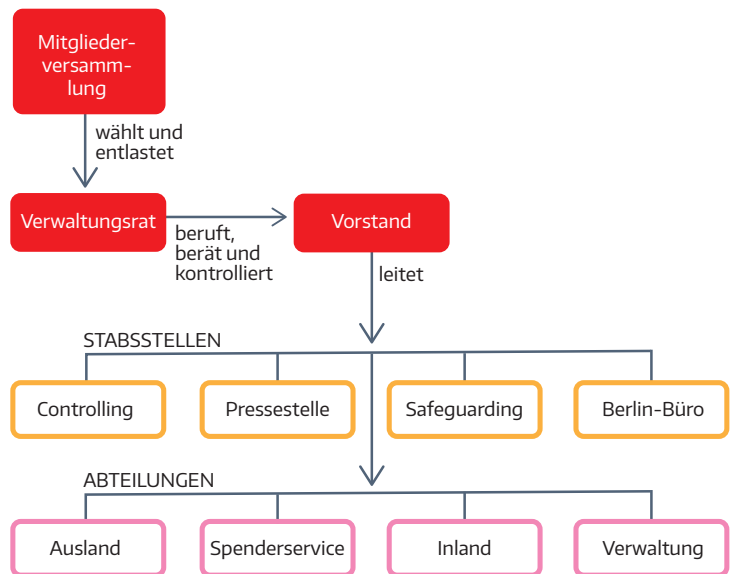 Mitglieder-
versamm-
lung
wählt und
entlastet
Verwaltungsrat
beruft,
berät und
kontrolliert
Vorstand
leitet
STABSSTELLEN
Controlling
Pressestelle
Safeguarding
Berlin-Büro
ABTEILUNGEN
Ausland
Spenderservice
Inland
Verwaltung